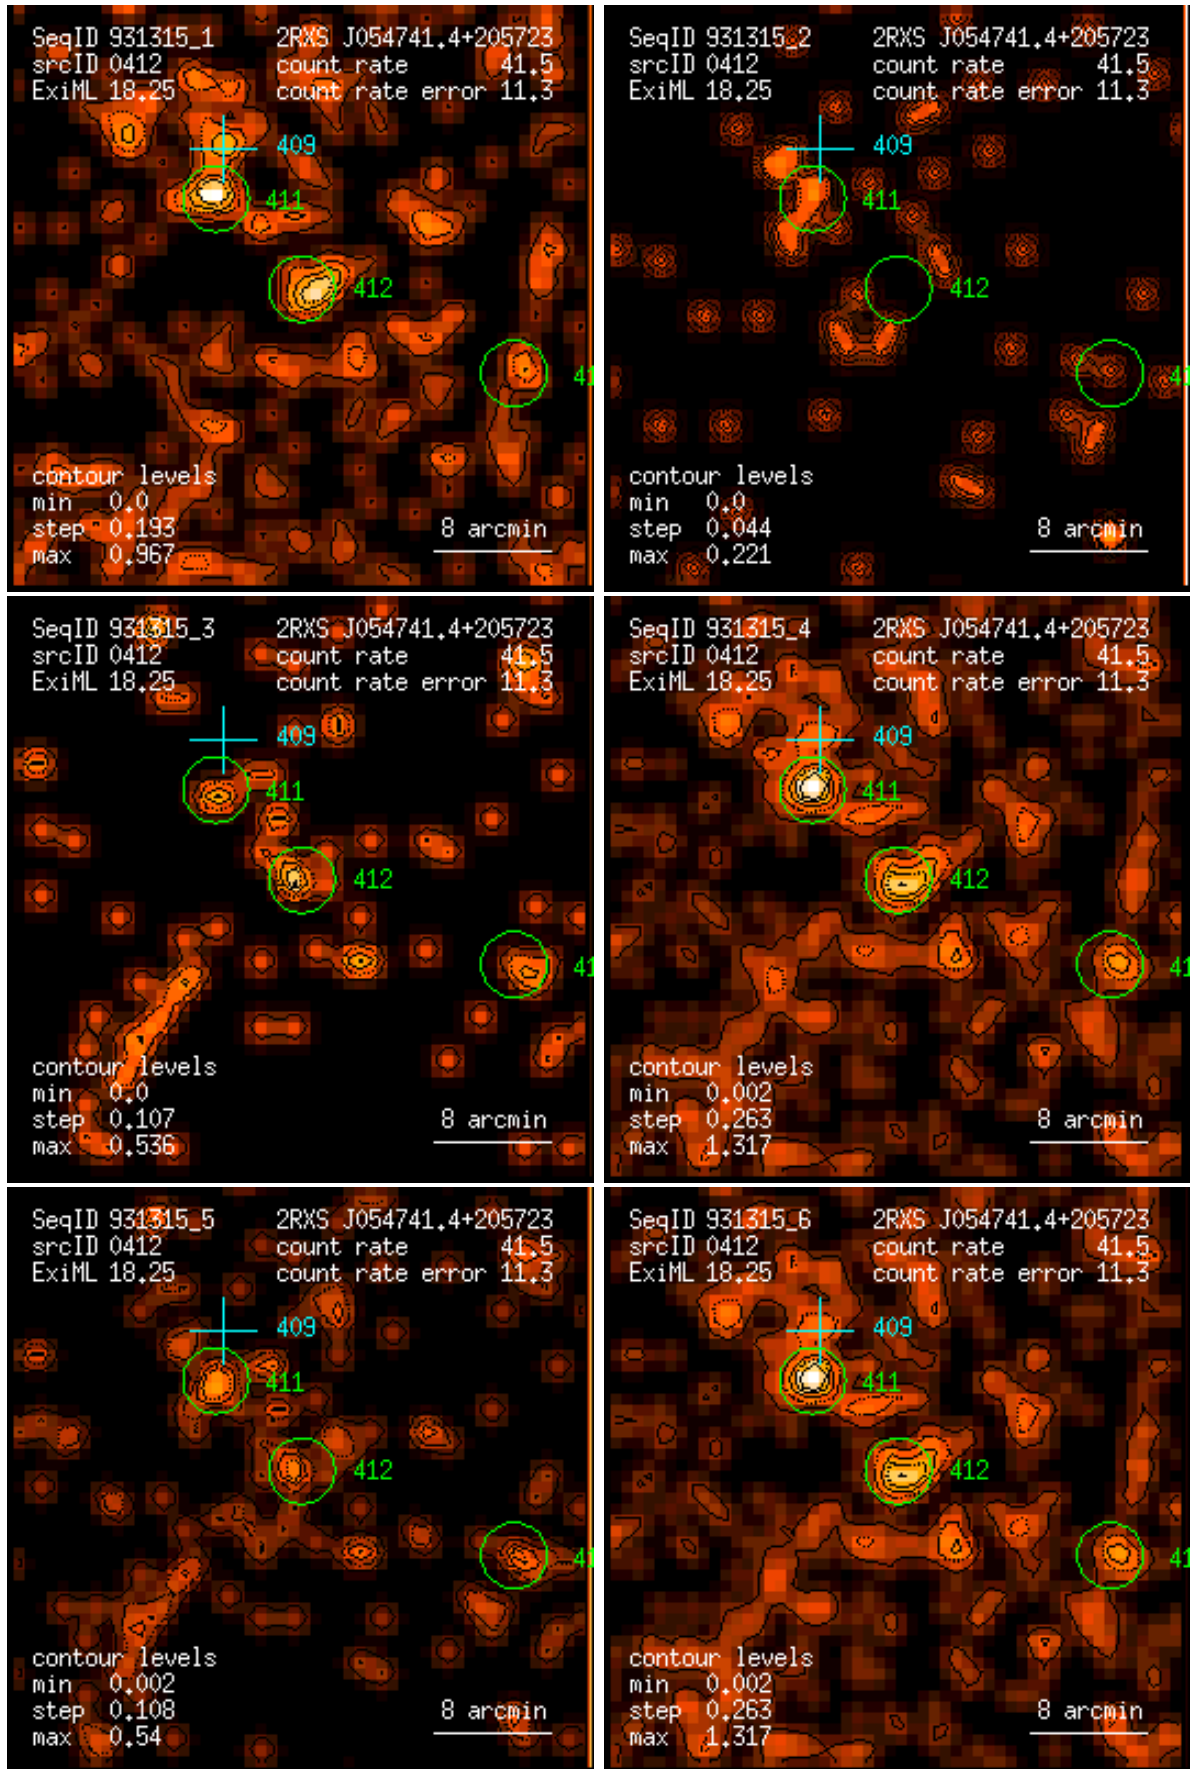 SeqID 931315_1 2RXS J054741.4+205723
srcID 0412 count rate 41.5
ExiML 18.25 count rate error 11.3
409
411
412
41
contour levels
min 0.0
step 0.193
max 0.967
8 arcmin
SeqID 931315_2 2RXS J054741.4+205723
srcID 0412 count rate 41.5
ExiML 18.25 count rate error 11.3
409
411
412
41
contour levels
min 0.0
step 0.044
max 0.221
8 arcmin
SeqID 931315_3 2RXS J054741.4+205723
srcID 0412 count rate 41.5
ExiML 18.25 count rate error 11.3
409
411
412
41
contour levels
min 0.0
step 0.107
max 0.536
8 arcmin
SeqID 931315_4 2RXS J054741.4+205723
srcID 0412 count rate 41.5
ExiML 18.25 count rate error 11.3
409
411
412
41
contour levels
min 0.002
step 0.263
max 1.317
8 arcmin
SeqID 931315_5 2RXS J054741.4+205723
srcID 0412 count rate 41.5
ExiML 18.25 count rate error 11.3
409
411
412
41
contour levels
min 0.002
step 0.108
max 0.54
8 arcmin
SeqID 931315_6 2RXS J054741.4+205723
srcID 0412 count rate 41.5
ExiML 18.25 count rate error 11.3
409
411
412
41
contour levels
min 0.002
step 0.263
max 1.317
8 arcmin